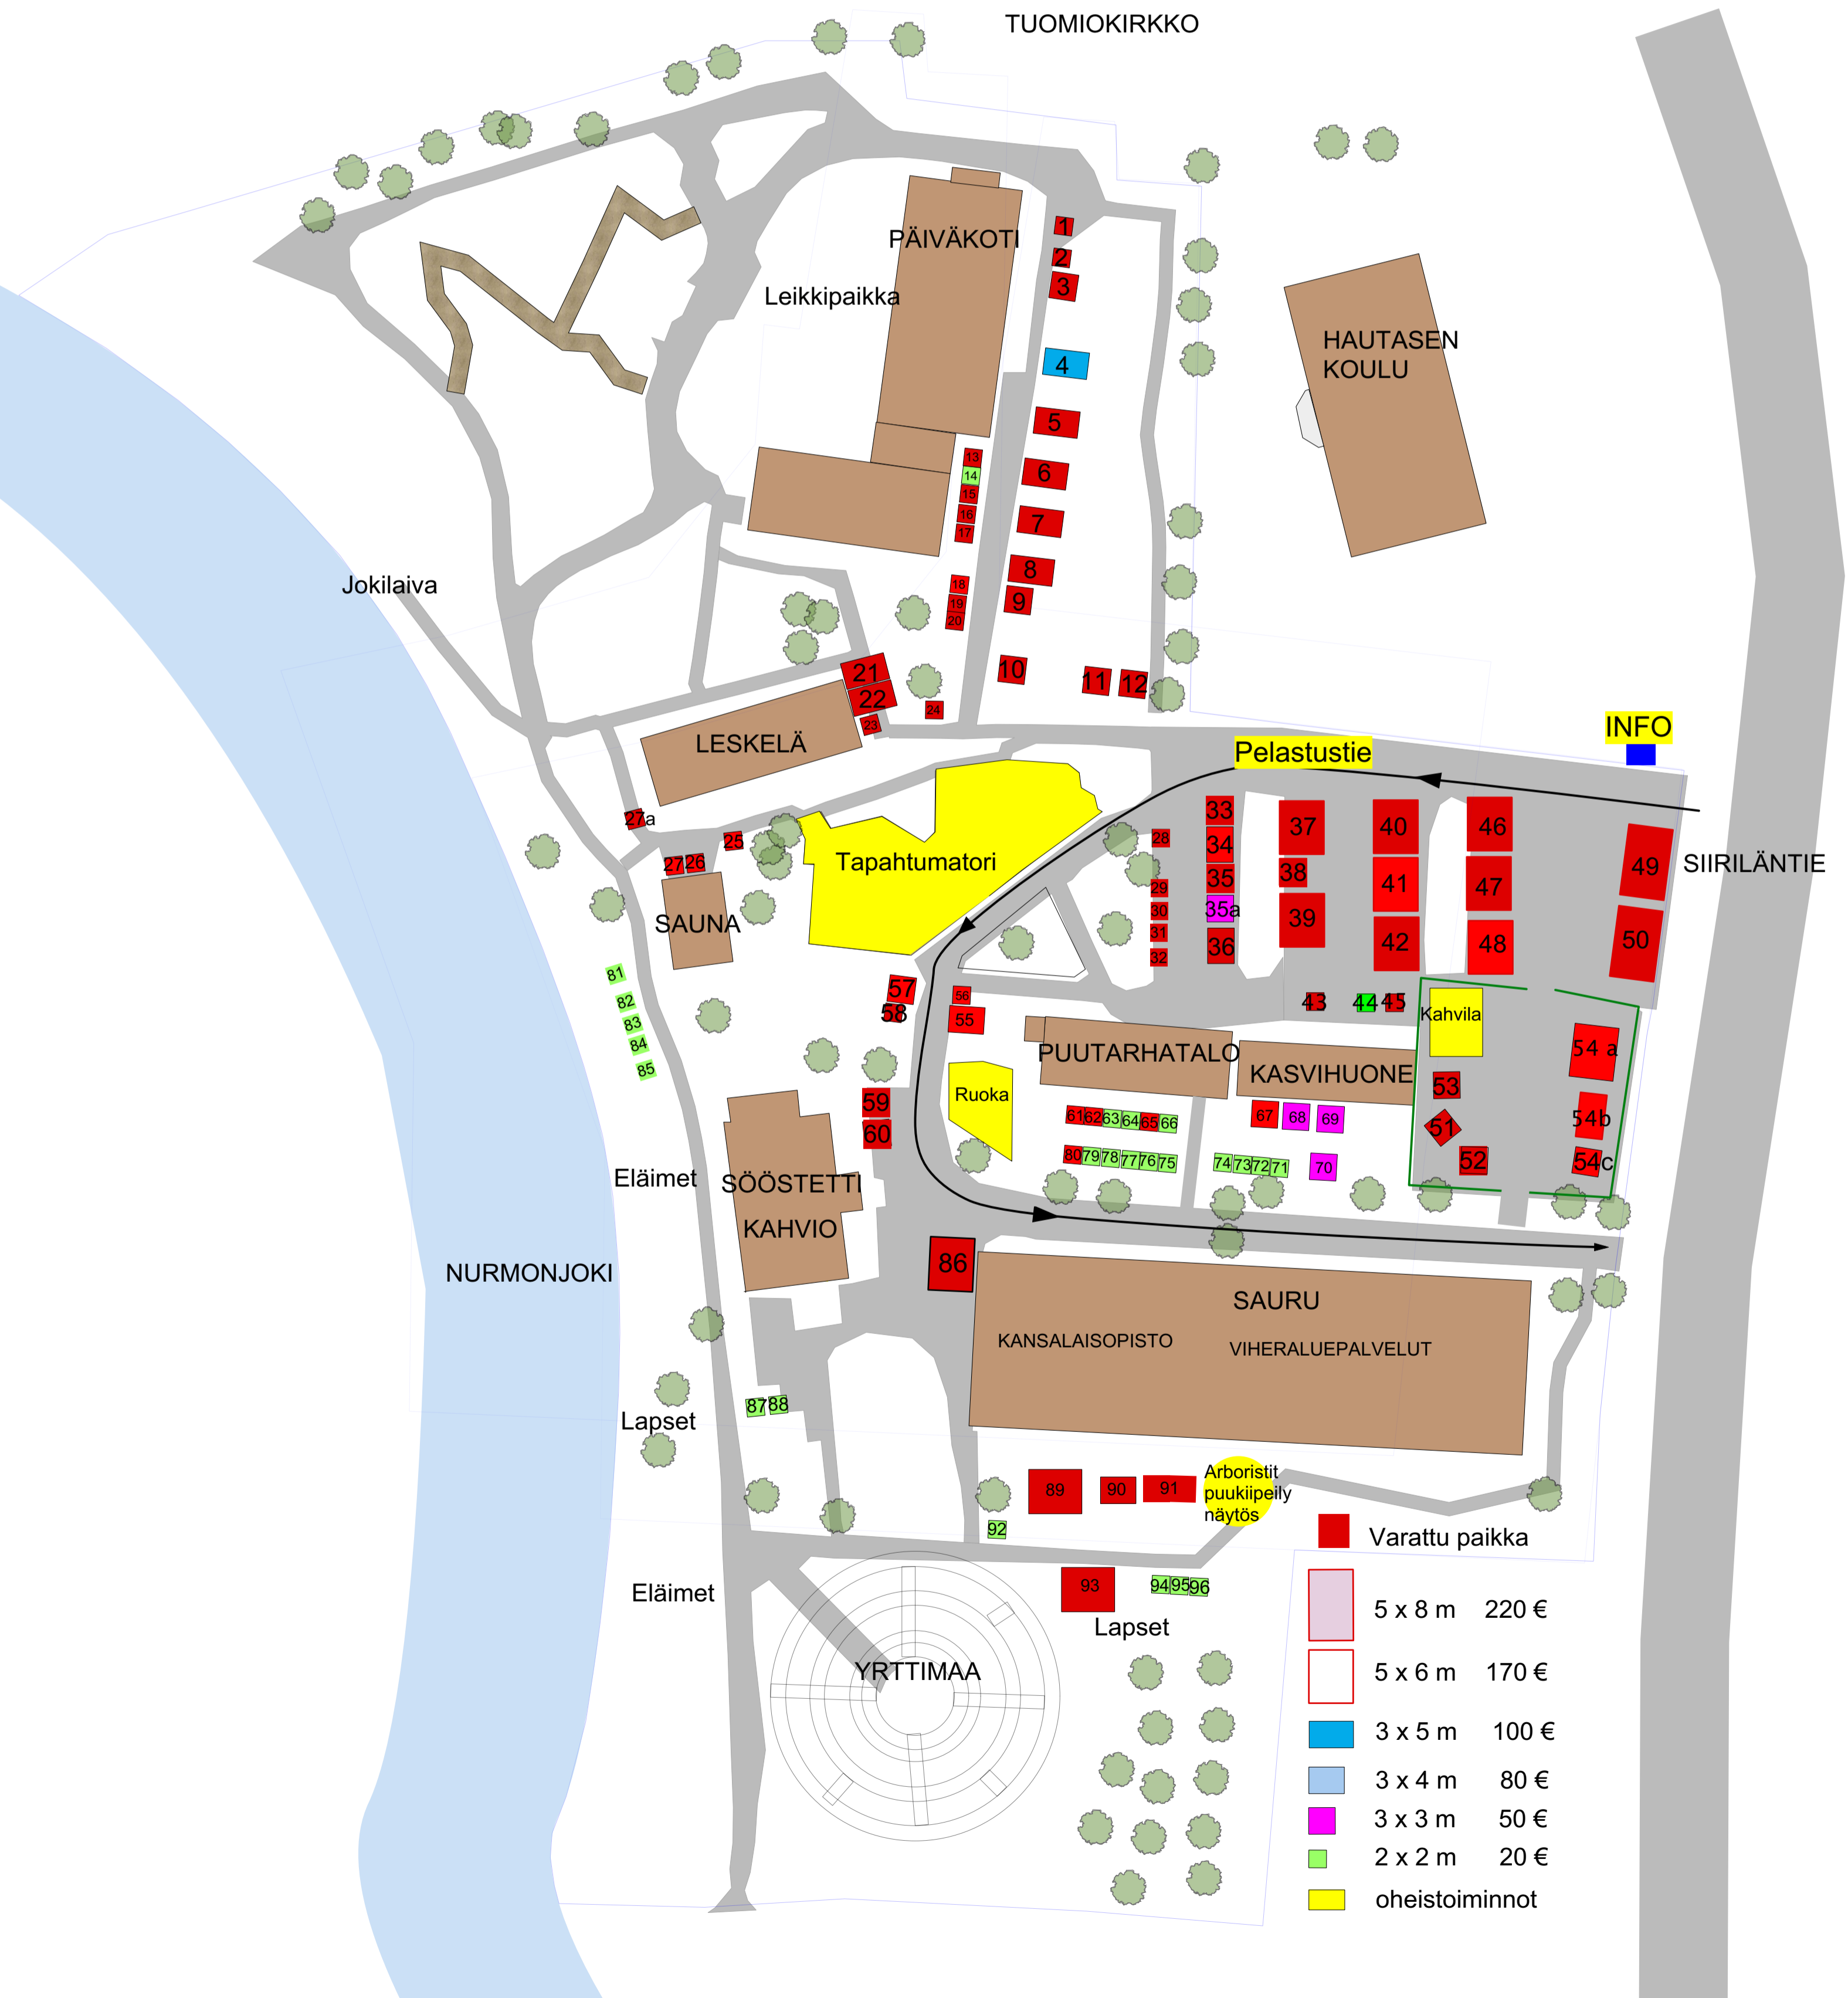 TUOMIOKIRKKO
PÄIVÄKOTI
Leikkipaikka
1
2
3
4
5
6
7
8
9
10
11
12
HAUTASEN
KOULU
13
14
15
16
17
18
19
20
Jokilaiva
21
22
23
24
LESKELÄ
INFO
Pelastustie
SIIRILÄNTIE
27a
27
26
25
SAUNA
Tapahtumatori
28
29
30
31
32
33
34
35
35a
36
37
38
39
40
41
42
43
44
45
46
47
48
49
50
Kahvila
53
51
52
54 a
54b
54c
81
82
83
84
85
57
58
56
55
PUUTARHATALO
KASVIHUONE
Ruoka
59
60
61
62
63
64
65
66
67
68
69
80
79
78
77
76
75
74
73
72
71
70
Eläimet
SÖÖSTETTI
KAHVIO
NURMONJOKI
86
SAURU
KANSALAISOPISTO
VIHERALUEPALVELUT
87
88
Lapset
89
90
91
Arboristit
puukiipeily
näytös
92
93
94
95
96
Lapset
Eläimet
YRTTIMAA
Varattu paikka
5 x 8 m 220 €
5 x 6 m 170 €
3 x 5 m 100 €
3 x 4 m 80 €
3 x 3 m 50 €
2 x 2 m 20 €
oheistoiminnot